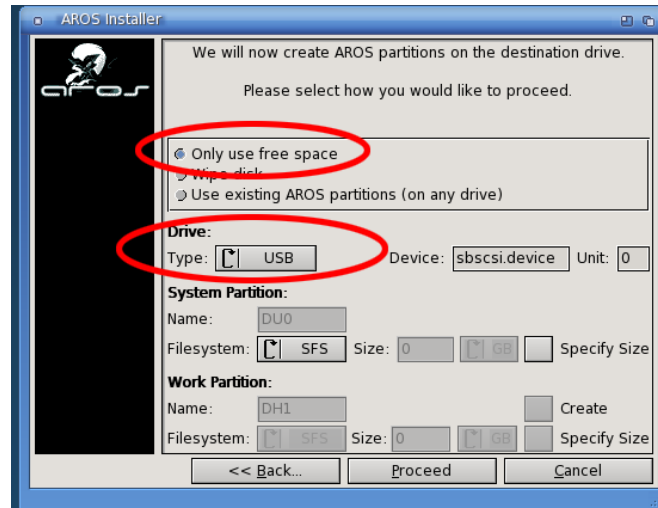 AROS Installer
aros
We will now create AROS partitions on the destination drive.
Please select how you would like to proceed.
Only use free space
Wipe disk
Use existing AROS partitions (on any drive)
Drive:
Type: USB Device: sbscsi.device Unit: 0
System Partition:
Name: DU0
Filesystem: SFS Size: 0 GB Specify Size
Work Partition:
Name: DH1 Create
Filesystem: SFS Size: 0 GB Specify Size
<< Back... Proceed Cancel